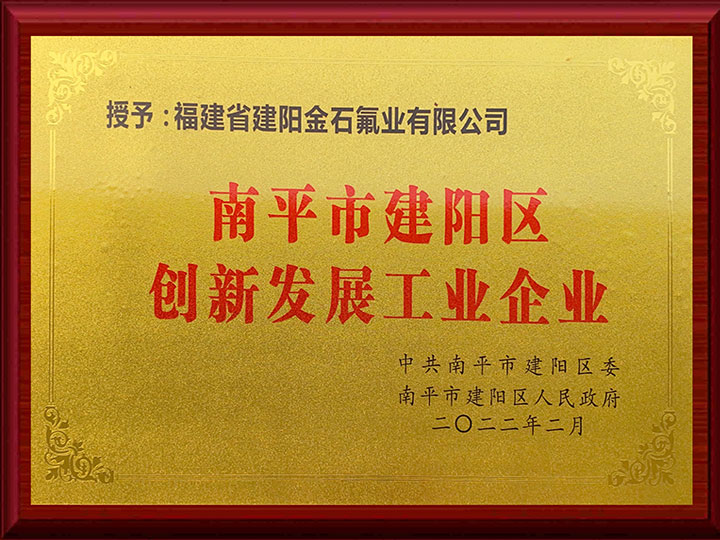 授予：福建省建阳金石氟业有限公司
南平市建阳区
创新发展工业企业
中共南平市建阳区委
南平市建阳区人民政府
二〇二二年二月